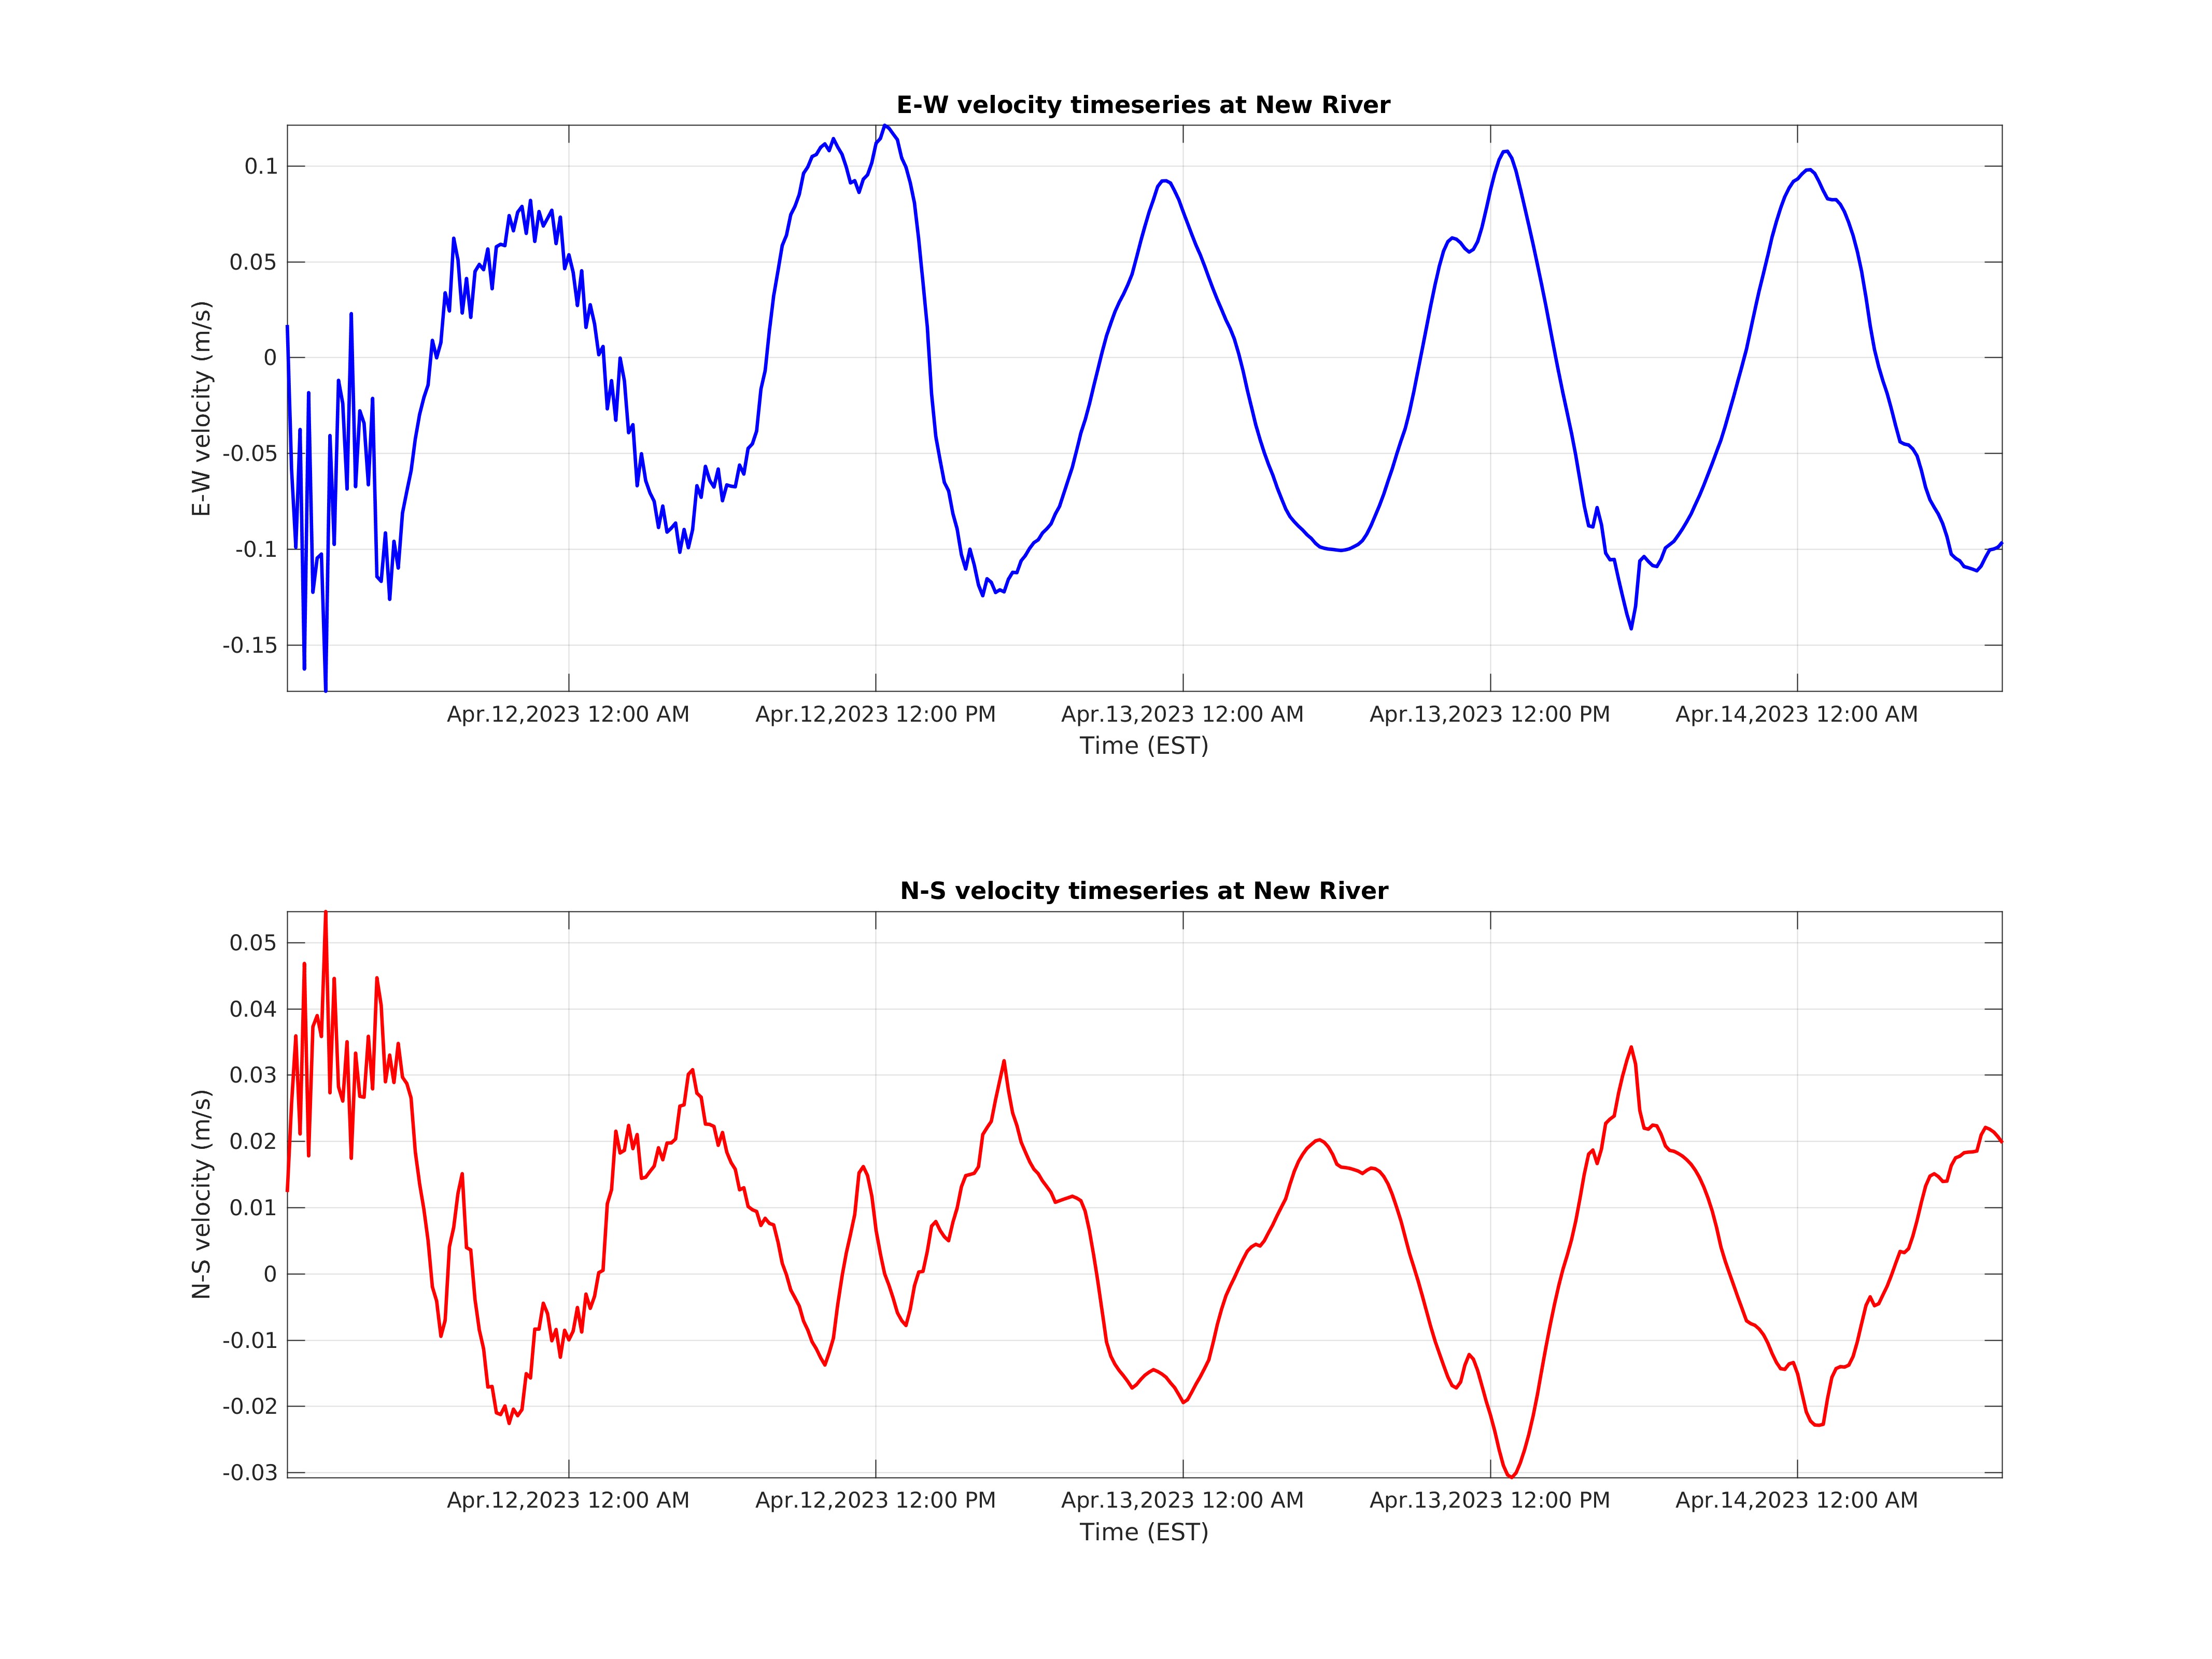 E-W velocity timeseries at New River
E-W velocity (m/s)
0.1
0.05
0
-0.05
-0.1
-0.15
Apr.12,2023 12:00 AM
Apr.12,2023 12:00 PM
Apr.13,2023 12:00 AM
Apr.13,2023 12:00 PM
Apr.14,2023 12:00 AM
Time (EST)
N-S velocity timeseries at New River
N-S velocity (m/s)
0.05
0.04
0.03
0.02
0.01
0
-0.01
-0.02
-0.03
Apr.12,2023 12:00 AM
Apr.12,2023 12:00 PM
Apr.13,2023 12:00 AM
Apr.13,2023 12:00 PM
Apr.14,2023 12:00 AM
Time (EST)